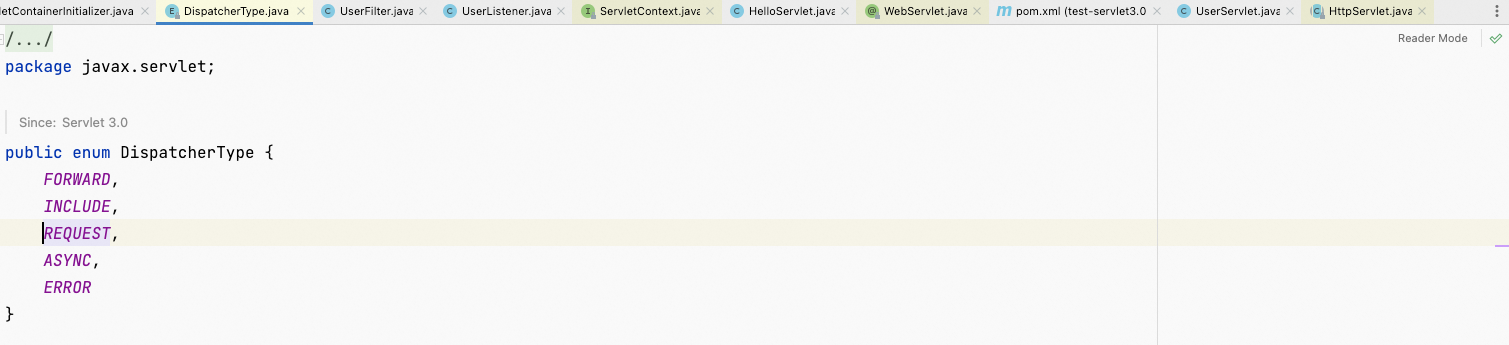 etContainerInitializer.java DispatcherType.java UserFilter.java UserListener.java ServletContext.java HelloServlet.java WebServlet.java pom.xml (test-servlet3.0 UserServlet.java HttpServlet.java
/.../ Reader Mode
package javax.servlet;
Since: Servlet 3.0
public enum DispatcherType {
FORWARD,
INCLUDE,
REQUEST,
ASYNC,
ERROR
}